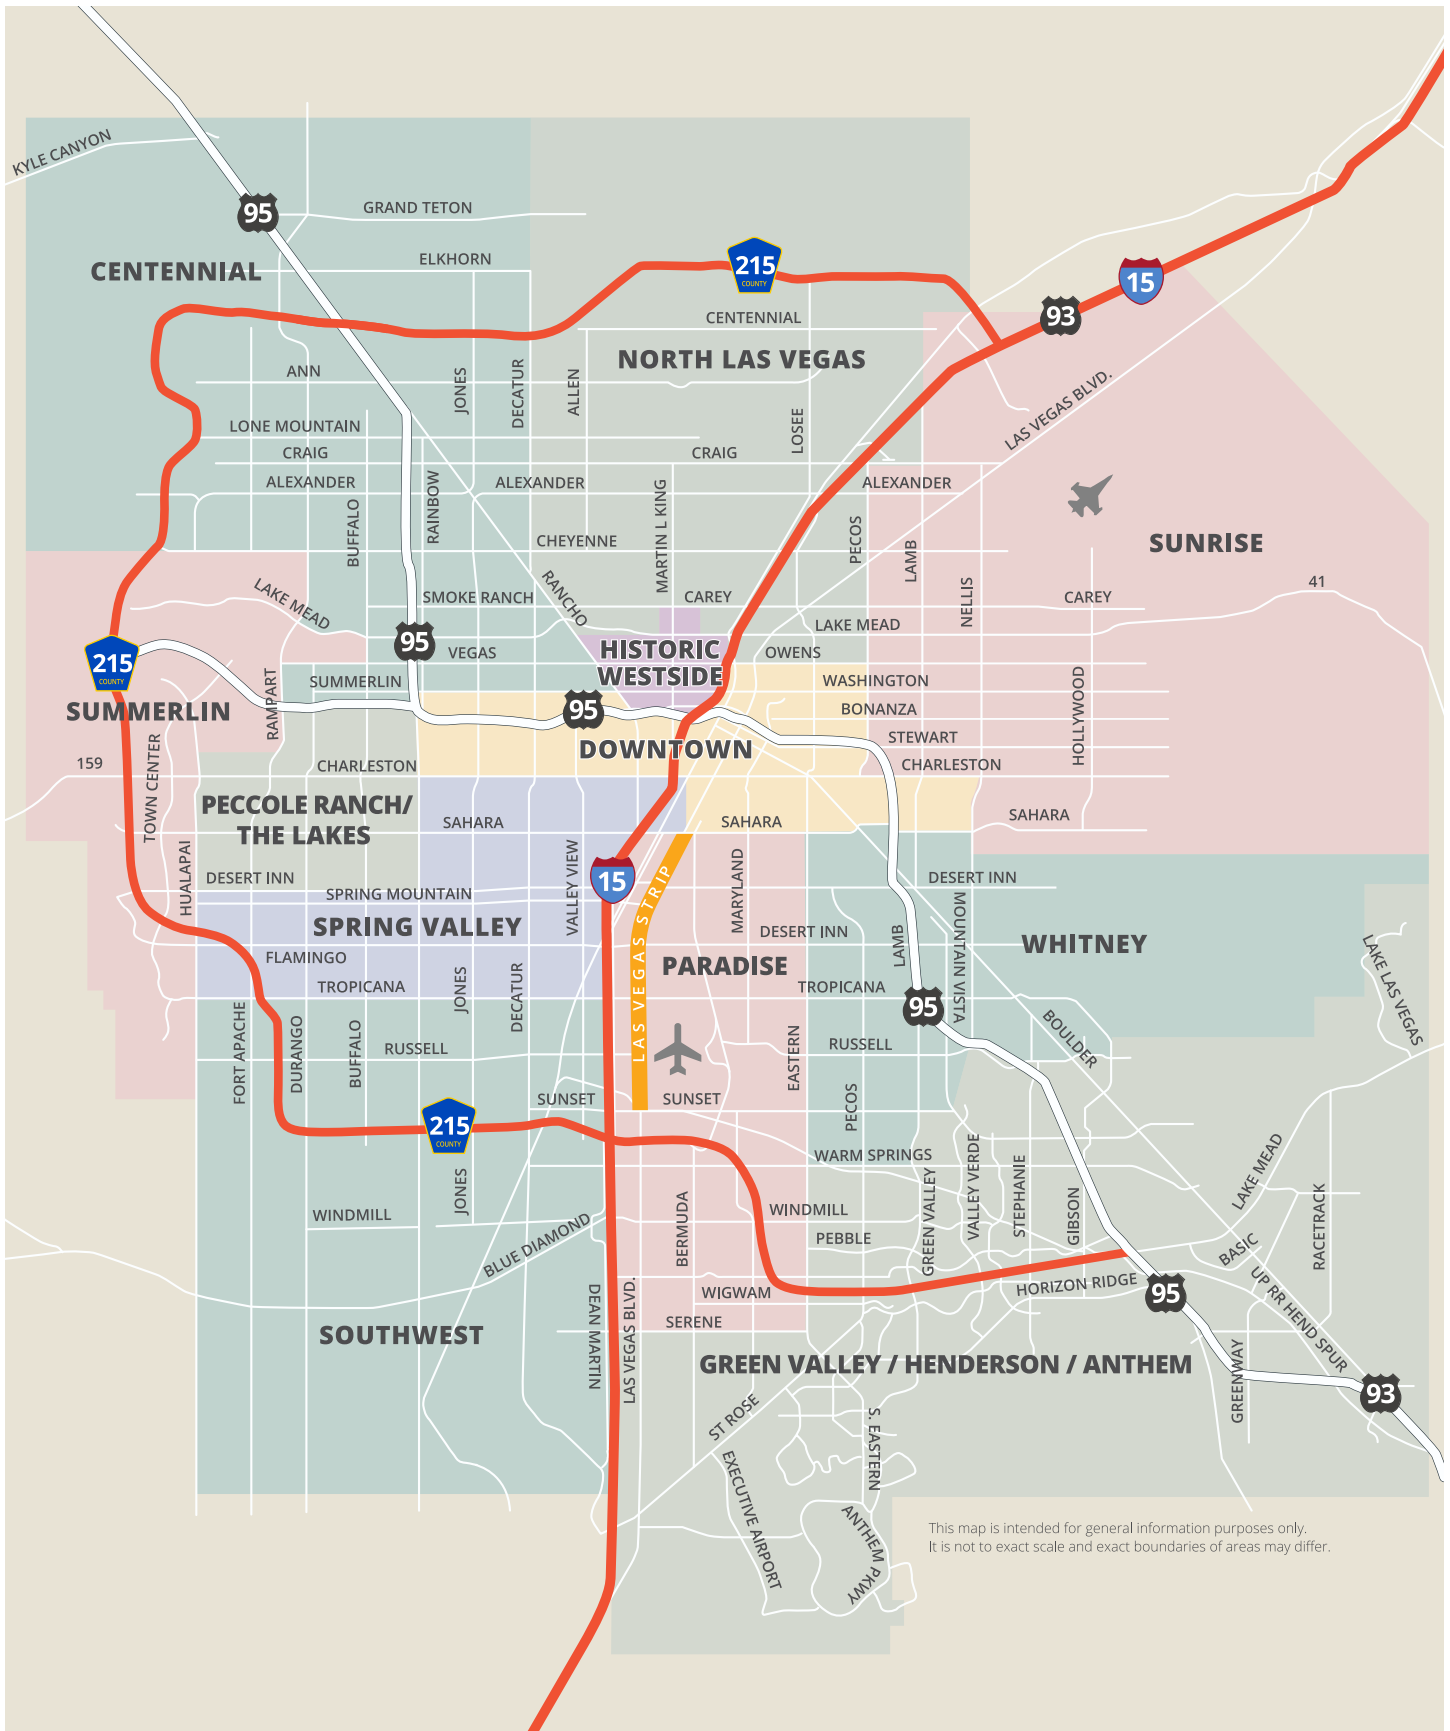 KYLE CANYON
95
GRAND TETON
ELKHORN
CENTENNIAL
215
COUNTY
15
93
CENTENNIAL
NORTH LAS VEGAS
ANN
JONES
DECATUR
ALLEN
LAS VEGAS BLVD.
LOSEE
LONE MOUNTAIN
CRAIG
CRAIG
ALEXANDER
ALEXANDER
ALEXANDER
BUFFALO
RAINBOW
MARTIN L KING
PECOS
LAMB
CHEYENNE
SUNRISE
LAKE MEAD
SMOKE RANCH
RANCHO
CAREY
NELLIS
CAREY
41
LAKE MEAD
95
215
COUNTY
VEGAS
HISTORIC
WESTSIDE
OWENS
SUMMERLIN
WASHINGTON
RAMPART
SUMMERLIN
95
BONANZA
HOLLYWOOD
STEWART
DOWNTOWN
159
TOWN CENTER
CHARLESTON
CHARLESTON
PECCOLE RANCH/
THE LAKES
SAHARA
SAHARA
SAHARA
HUALAPAI
VALLEY VIEW
15
LAS VEGAS STRIP
MARYLAND
DESERT INN
DESERT INN
SPRING MOUNTAIN
SPRING VALLEY
DESERT INN
LAMB
MOUNTAIN VISTA
WHITNEY
LAKE LAS VEGAS
FLAMINGO
PARADISE
TROPICANA
JONES
DECATUR
TROPICANA
95
BOULDER
FORT APACHE
DURANGO
BUFFALO
RUSSELL
EASTERN
RUSSELL
215
COUNTY
SUNSET
SUNSET
PECOS
WARM SPRINGS
GREEN VALLEY
VALLEY VERDE
STEPHANIE
GIBSON
LAKE MEAD
RACETRACK
JONES
WINDMILL
BERMUDA
WINDMILL
PEBBLE
BLUE DIAMOND
BASIC
DEAN MARTIN
LAS VEGAS BLVD.
WIGWAM
HORIZON RIDGE
95
UP RR HEND SPUR
SERENE
SOUTHWEST
GREEN VALLEY / HENDERSON / ANTHEM
GREENWAY
93
ST ROSE
S. EASTERN
EXECUTIVE AIRPORT
ANTHEM PKWY
This map is intended for general information purposes only.
It is not to exact scale and exact boundaries of areas may differ.